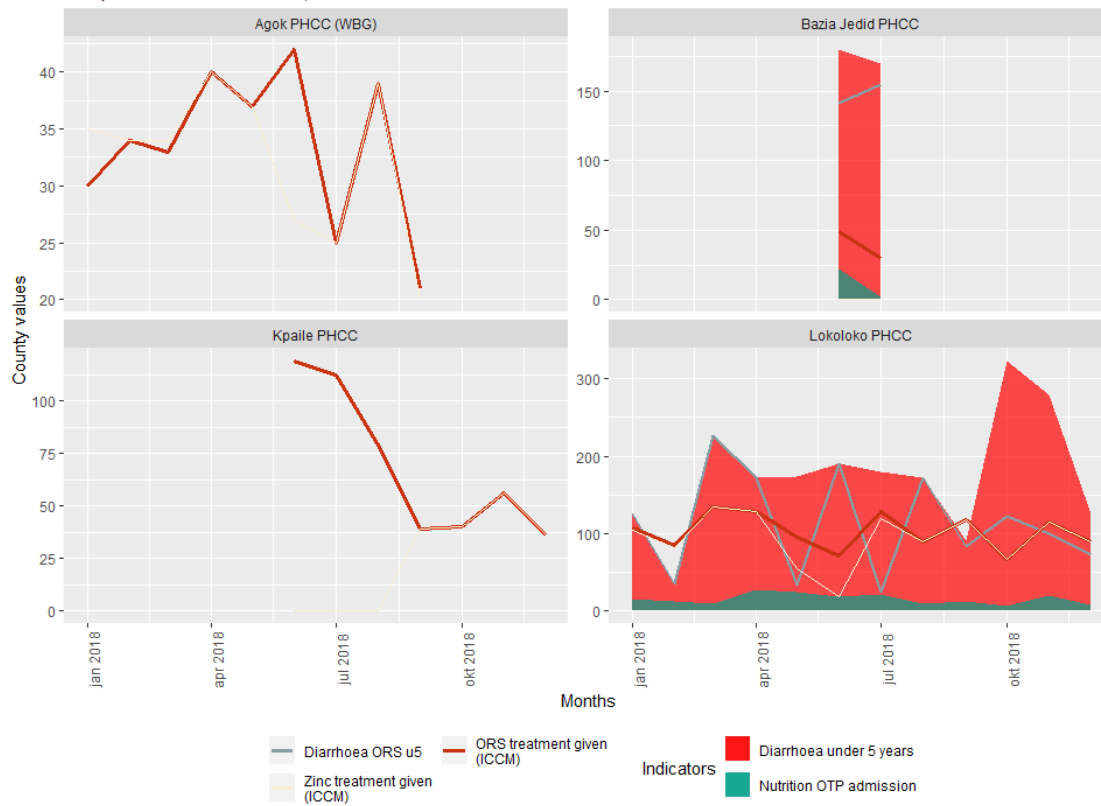 Agok PHCC (WBG)
Bazia Jedid PHCC
40
35
30
25
20
150
100
50
0
Kpaile PHCC
Lokoloko PHCC
100
75
50
25
0
300
200
100
0
County values
jan 2018
apr 2018
jul 2018
okt 2018
jan 2018
apr 2018
jul 2018
okt 2018
Months
Diarrhoea ORS u5
ORS treatment given
(ICCM)
Zinc treatment given
(ICCM)
Indicators
Diarrhoea under 5 years
Nutrition OTP admission